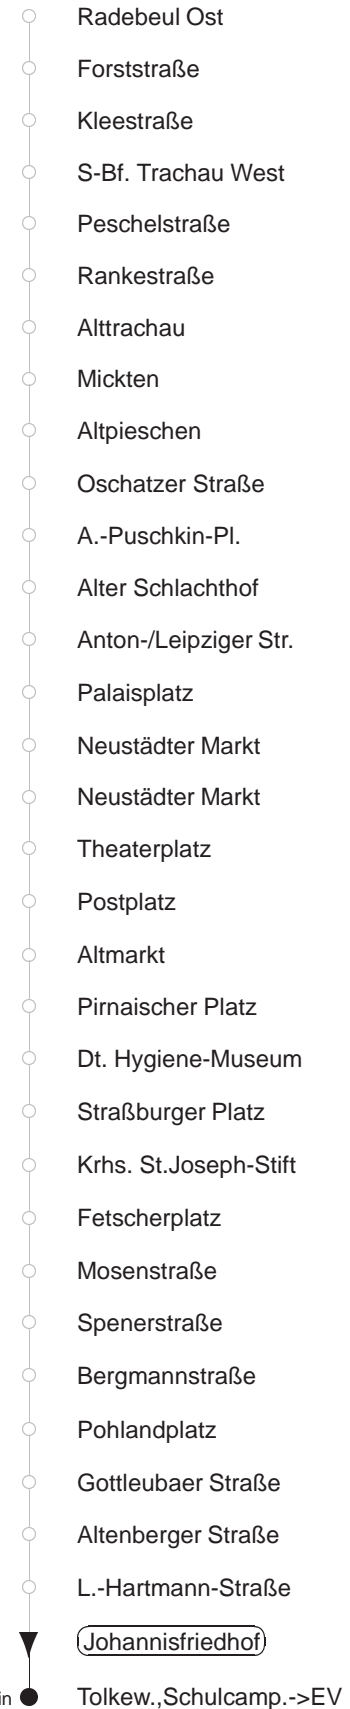 Radebeul Ost
Forststraße
Kleestraße
S-Bf. Trachau West
Peschelstraße
Rankestraße
Alttrachau
Mickten
Altpieschen
Oschatzer Straße
A.-Puschkin-Pl.
Alter Schlachthof
Anton-/Leipziger Str.
Palaisplatz
Neustädter Markt
Neustädter Markt
Theaterplatz
Postplatz
Altmarkt
Pirnaischer Platz
Dt. Hygiene-Museum
Straßburger Platz
Krhs. St.Joseph-Stift
Fetscherplatz
Mosenstraße
Spenerstraße
Bergmannstraße
Pohlandplatz
Gottleubaer Straße
Altenberger Straße
L.-Hartmann-Straße
Johannisfriedhof
in Tolkew.,Schulcamp.->EV